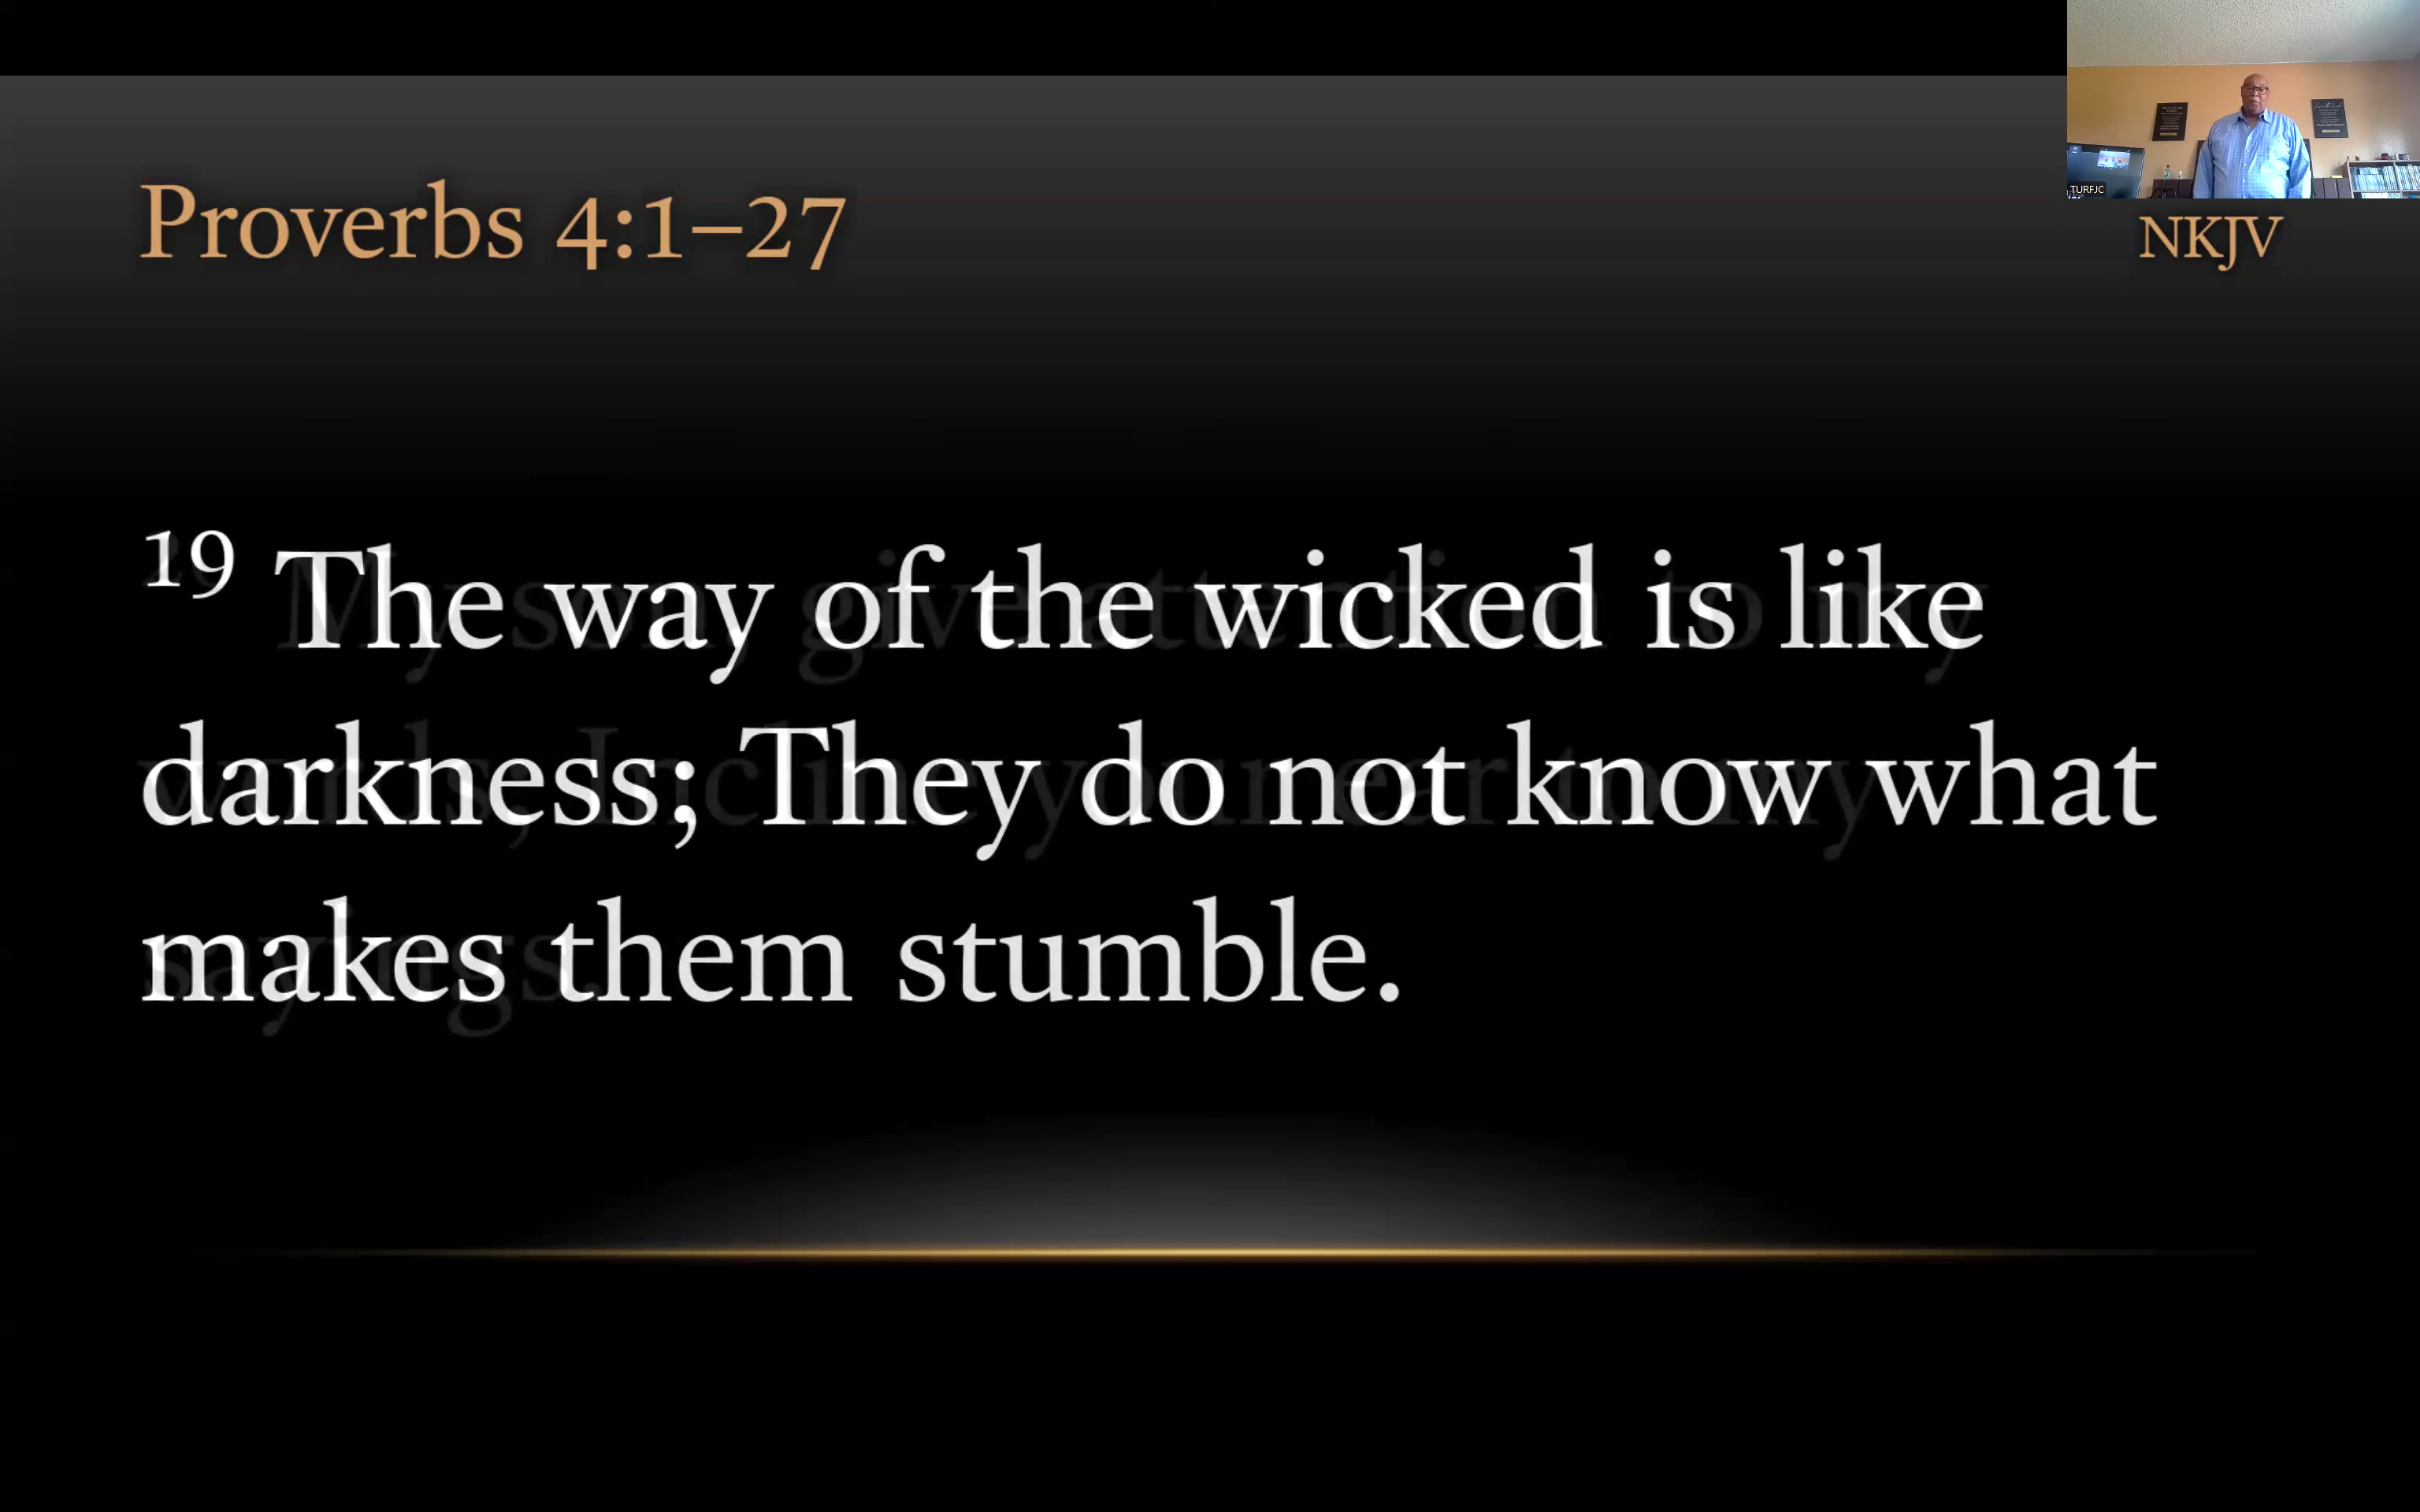 Proverbs 4:1–27
NKJV
TURFJC
19 The way of the wicked is like
darkness; They do not know what
makes them stumble.